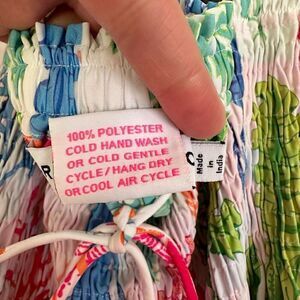 100% POLYESTER
COLD HAND WASH
OR COLD GENTLE
CYCLE / HANG DRY
OR COOL AIR CYCLE
Made
in
India